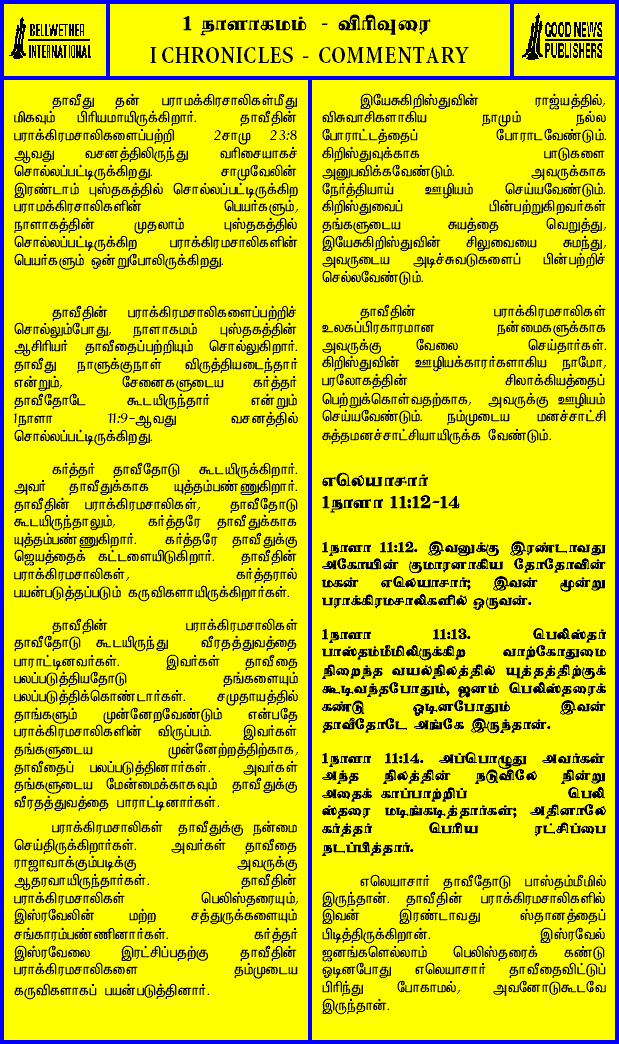 BELLWETHER
INTERNATIONAL
1 நாளாகமம் - விரிவுரை
I CHRONICLES - COMMENTARY
GOOD NEWS
PUBLISHERS
தாவீது தன் பராமக்கிரசாலிகள்மீது
மிகவும் பிரியமாயிருக்கிறார். தாவீதின்
பராக்கிரமசாலிகளைப்பற்றி 2சாமு 23:8
ஆவது வசனத்திலிருந்து வரிசையாகச்
சொல்லப்பட்டிருக்கிறது. சாமுவேலின்
இரண்டாம் புஸ்தகத்தில் சொல்லப்பட்டிருக்கிற
பராமக்கிரசாலிகளின் பெயர்களும்,
நாளாகத்தின் முதலாம் புஸ்தகத்தில்
சொல்லப்பட்டிருக்கிற பராக்கிரமசாலிகளின்
பெயர்களும் ஒன்றுபோலிருக்கிறது.
தாவீதின் பராக்கிரமசாலிகளைப்பற்றிச்
சொல்லும்போது, நாளாகமம் புஸ்தகத்தின்
ஆசிரியர் தாவீதைப்பற்றியும் சொல்லுகிறார்.
தாவீது நாளுக்குநாள் விருத்தியடைந்தார்
என்றும், சேனைகளுடைய கர்த்தர்
தாவீதோடே கூடயிருந்தார் என்றும்
1நாளா 11:9-ஆவது வசனத்தில்
சொல்லப்பட்டிருக்கிறது.
கர்த்தர் தாவீதோடு கூடயிருக்கிறார்.
அவர் தாவீதுக்காக யுத்தம்பண்ணுகிறார்.
தாவீதின் பராக்கிரமசாலிகள், தாவீதோடு
கூடயிருந்தாலும், கர்த்தரே தாவீதுக்காக
யுத்தம்பண்ணுகிறார். கர்த்தரே தாவீதுக்கு
ஜெயத்தைக் கட்டளையிடுகிறார். தாவீதின்
பராக்கிரமசாலிகள், கர்த்தரால்
பயன்படுத்தப்படும் கருவிகளாயிருக்கிறார்கள்.
தாவீதின் பராக்கிரமசாலிகள்
தாவீதோடு கூடயிருந்து வீரதத்துவத்தை
பாராட்டினவர்கள். இவர்கள் தாவீதை
பலப்படுத்தியதோடு தங்களையும்
பலப்படுத்திக்கொண்டார்கள். சமுதாயத்தில்
தாங்களும் முன்னேறவேண்டும் என்பதே
பராக்கிரமசாலிகளின் விருப்பம். இவர்கள்
தங்களுடைய முன்னேற்றத்திற்காக,
தாவீதைப் பலப்படுத்தினார்கள். அவர்கள்
தங்களுடைய மேன்மைக்காகவும் தாவீதுக்கு
வீரதத்துவத்தை பாராட்டினார்கள்.
பராக்கிரமசாலிகள் தாவீதுக்கு நன்மை
செய்திருக்கிறார்கள். அவர்கள் தாவீதை
ராஜாவாக்கும்படிக்கு அவருக்கு
ஆதரவாயிருந்தார்கள். தாவீதின்
பராக்கிரமசாலிகள் பெலிஸ்தரையும்,
இஸ்ரவேலின் மற்ற சத்துருக்களையும்
சங்காரம்பண்ணினார்கள். கர்த்தர்
இஸ்ரவேலை இரட்சிப்பதற்கு தாவீதின்
பராக்கிரமசாலிகளை தம்முடைய
கருவிகளாகப் பயன்படுத்தினார்.
இயேசுகிறிஸ்துவின் ராஜ்யத்தில்,
விசுவாசிகளாகிய நாமும் நல்ல
போராட்டத்தைப் போராடவேண்டும்.
கிறிஸ்துவுக்காக பாடுகளை
அனுபவிக்கவேண்டும். அவருக்காக
நேர்த்தியாய் ஊழியம் செய்யவேண்டும்.
கிறிஸ்துவைப் பின்பற்றுகிறவர்கள்
தங்களுடைய சுயத்தை வெறுத்து,
இயேசுகிறிஸ்துவின் சிலுவையை சுமந்து,
அவருடைய அடிச்சுவடுகளைப் பின்பற்றிச்
செல்லவேண்டும்.
தாவீதின் பராக்கிரமசாலிகள்
உலகப்பிரகாரமான நன்மைகளுக்காக
அவருக்கு வேலை செய்தார்கள்.
கிறிஸ்துவின் ஊழியக்காரர்களாகிய நாமோ,
பரலோகத்தின் சிலாக்கியத்தைப்
பெற்றுக்கொள்வதற்காக, அவருக்கு ஊழியம்
செய்யவேண்டும். நம்முடைய மனச்சாட்சி
சுத்தமனச்சாட்சியாயிருக்க வேண்டும்.
எலெயாசார்
1நாளா 11:12-14
1நாளா 11:12. இவனுக்கு இரண்டாவது
அகோயின் குமாரனாகிய தோதோவின்
மகன் எலெயாசார்; இவன் மூன்று
பராக்கிரமசாலிகளில் ஒருவன்.
1நாளா 11:13. பெலிஸ்தர்
பாஸ்தம்மீமிலிருக்கிற வாற்கோதுமை
நிறைந்த வயல்நிலத்தில் யுத்தத்திற்குக்
கூடிவந்தபோதும், ஜனம் பெலிஸ்தரைக்
கண்டு ஓடினபோதும் இவன்
தாவீதோடே அங்கே இருந்தான்.
1நாளா 11:14. அப்பொழுது அவர்கள்
அந்த நிலத்தின் நடுவிலே நின்று
அதைக் காப்பாற்றிப் பெலி
ஸ்தரை மடிங்கடித்தார்கள்; அதினாலே
கர்த்தர் பெரிய ரட்சிப்பை
நடப்பித்தார்.
எலெயாசார் தாவீதோடு பாஸ்தம்மீமில்
இருந்தான். தாவீதின் பராக்கிரமசாலிகளில்
இவன் இரண்டாவது ஸ்தானத்தைப்
பிடித்திருக்கிறான். இஸ்ரவேல்
ஜனங்களெல்லாம் பெலிஸ்தரைக் கண்டு
ஓடினபோது எலெயாசார் தாவீதைவிட்டுப்
பிரிந்து போகாமல், அவனோடுகூடவே
இருந்தான்.